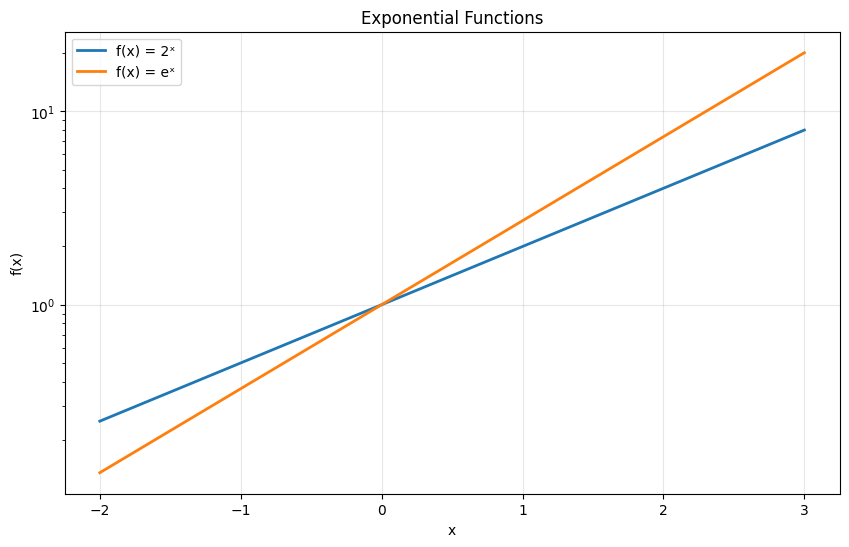 Exponential Functions
f(x) = 2ˣ
f(x) = eˣ
10¹
10⁰
f(x)
−2
−1
0
1
2
3
x